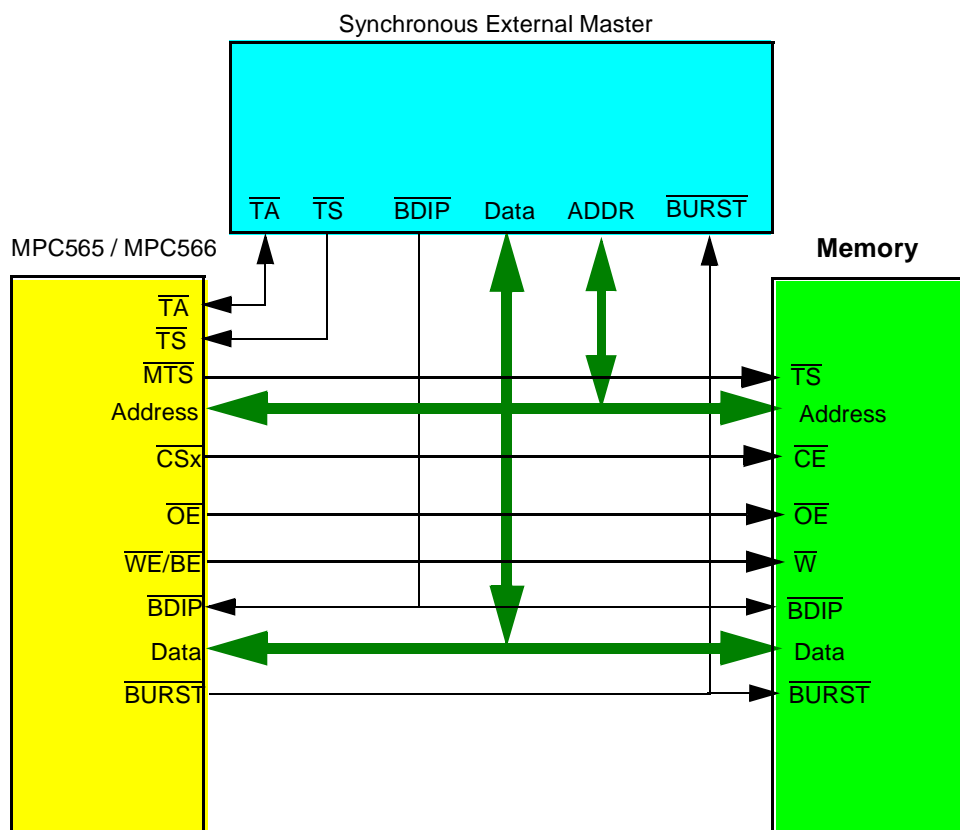 Synchronous External Master
TA TS BDIP Data ADDR BURST
MPC565 / MPC566
Memory
TA
TS
MTS
TS
Address
Address
CSx
CE
OE
OE
WE/BE
W
BDIP
BDIP
Data
Data
BURST
BURST